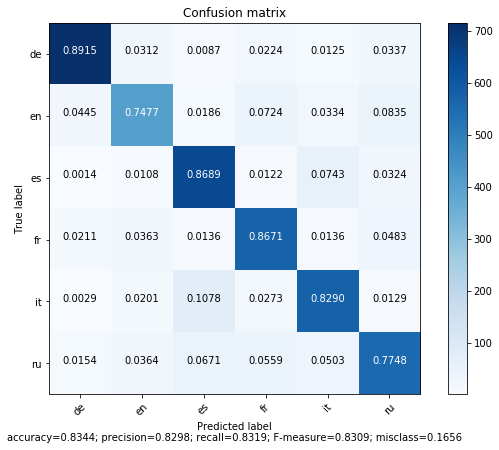 Confusion matrix
de 0.8915 0.0312 0.0087 0.0224 0.0125 0.0337
en 0.0445 0.7477 0.0186 0.0724 0.0334 0.0835
es 0.0014 0.0108 0.8689 0.0122 0.0743 0.0324
fr 0.0211 0.0363 0.0136 0.8671 0.0136 0.0483
it 0.0029 0.0201 0.1078 0.0273 0.8290 0.0129
ru 0.0154 0.0364 0.0671 0.0559 0.0503 0.7748
True label
de en es fr it ru
Predicted label
accuracy=0.8344; precision=0.8298; recall=0.8319; F-measure=0.8309; misclass=0.1656
700
600
500
400
300
200
100